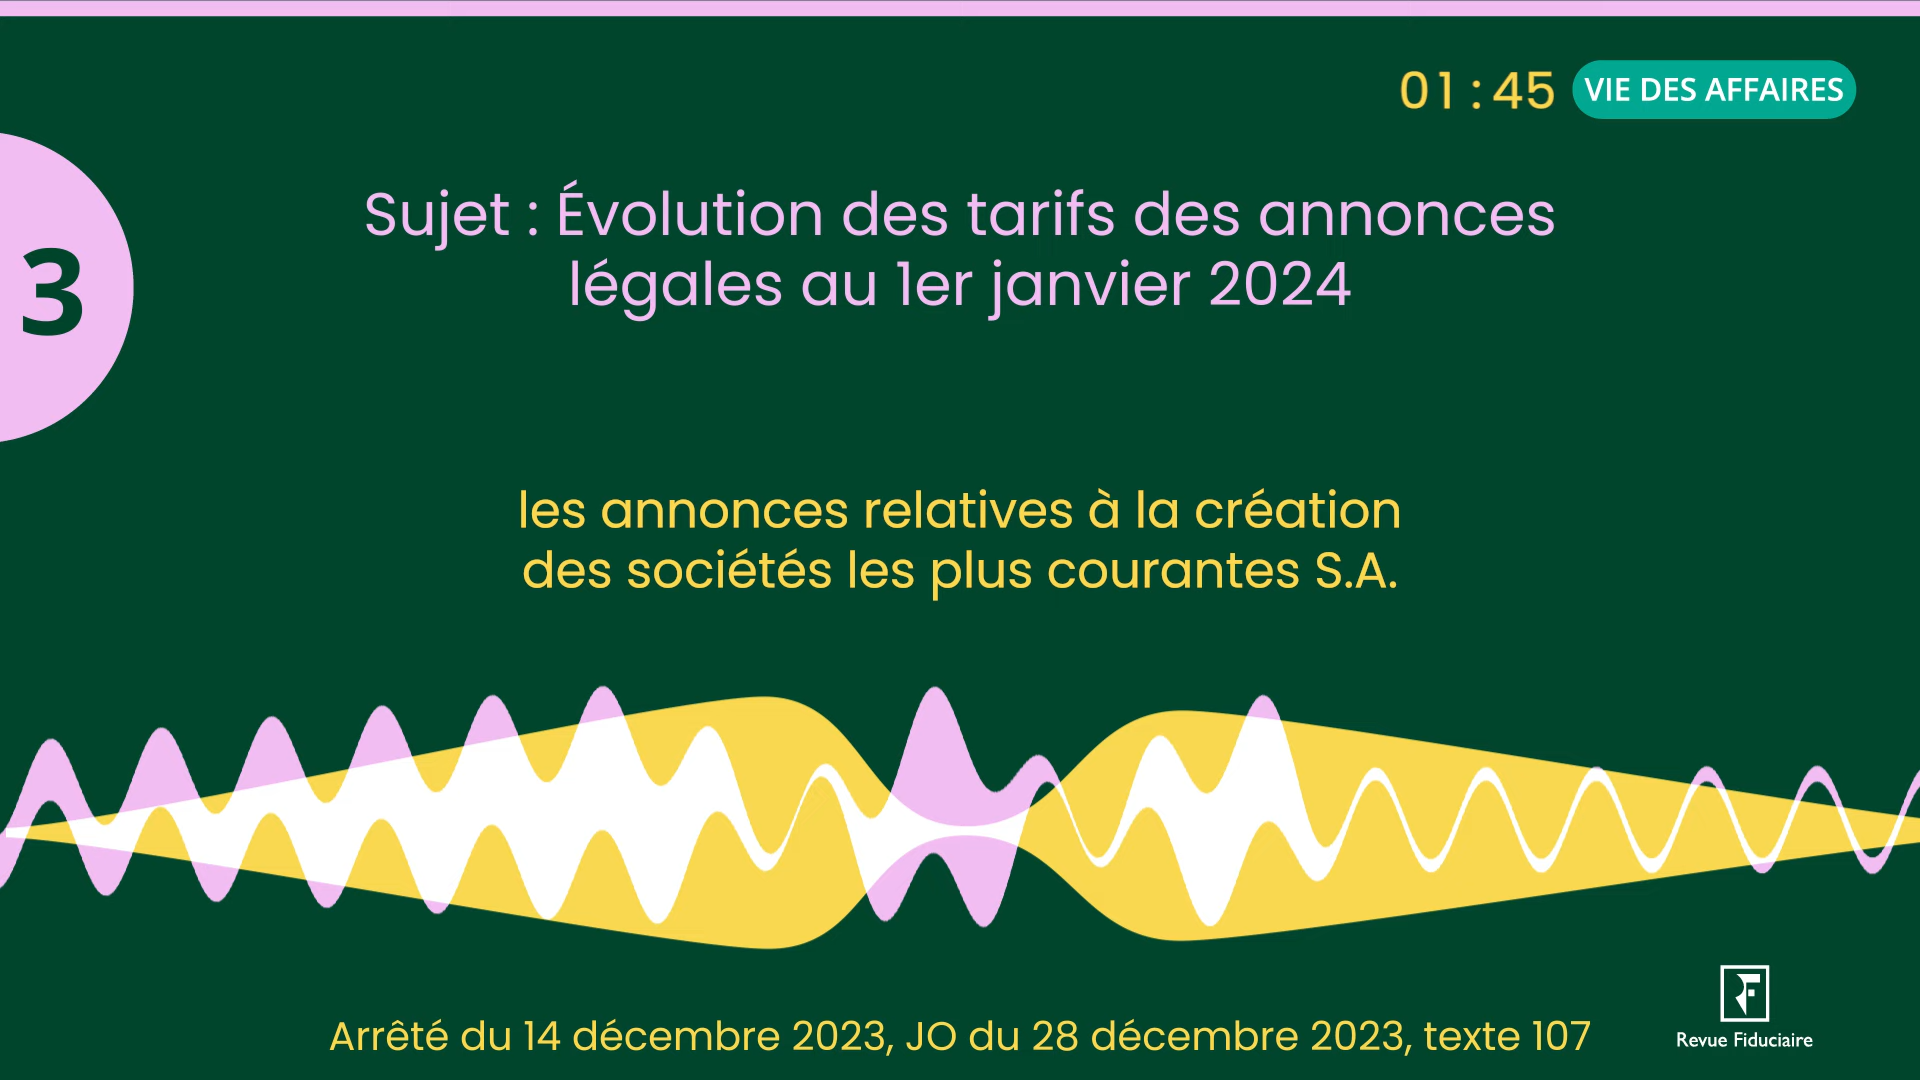 01 : 45
VIE DES AFFAIRES
3
Sujet : Évolution des tarifs des annonces
légales au 1er janvier 2024
les annonces relatives à la création
des sociétés les plus courantes S.A.
Arrêté du 14 décembre 2023, JO du 28 décembre 2023, texte 107
RF
Revue Fiduciaire